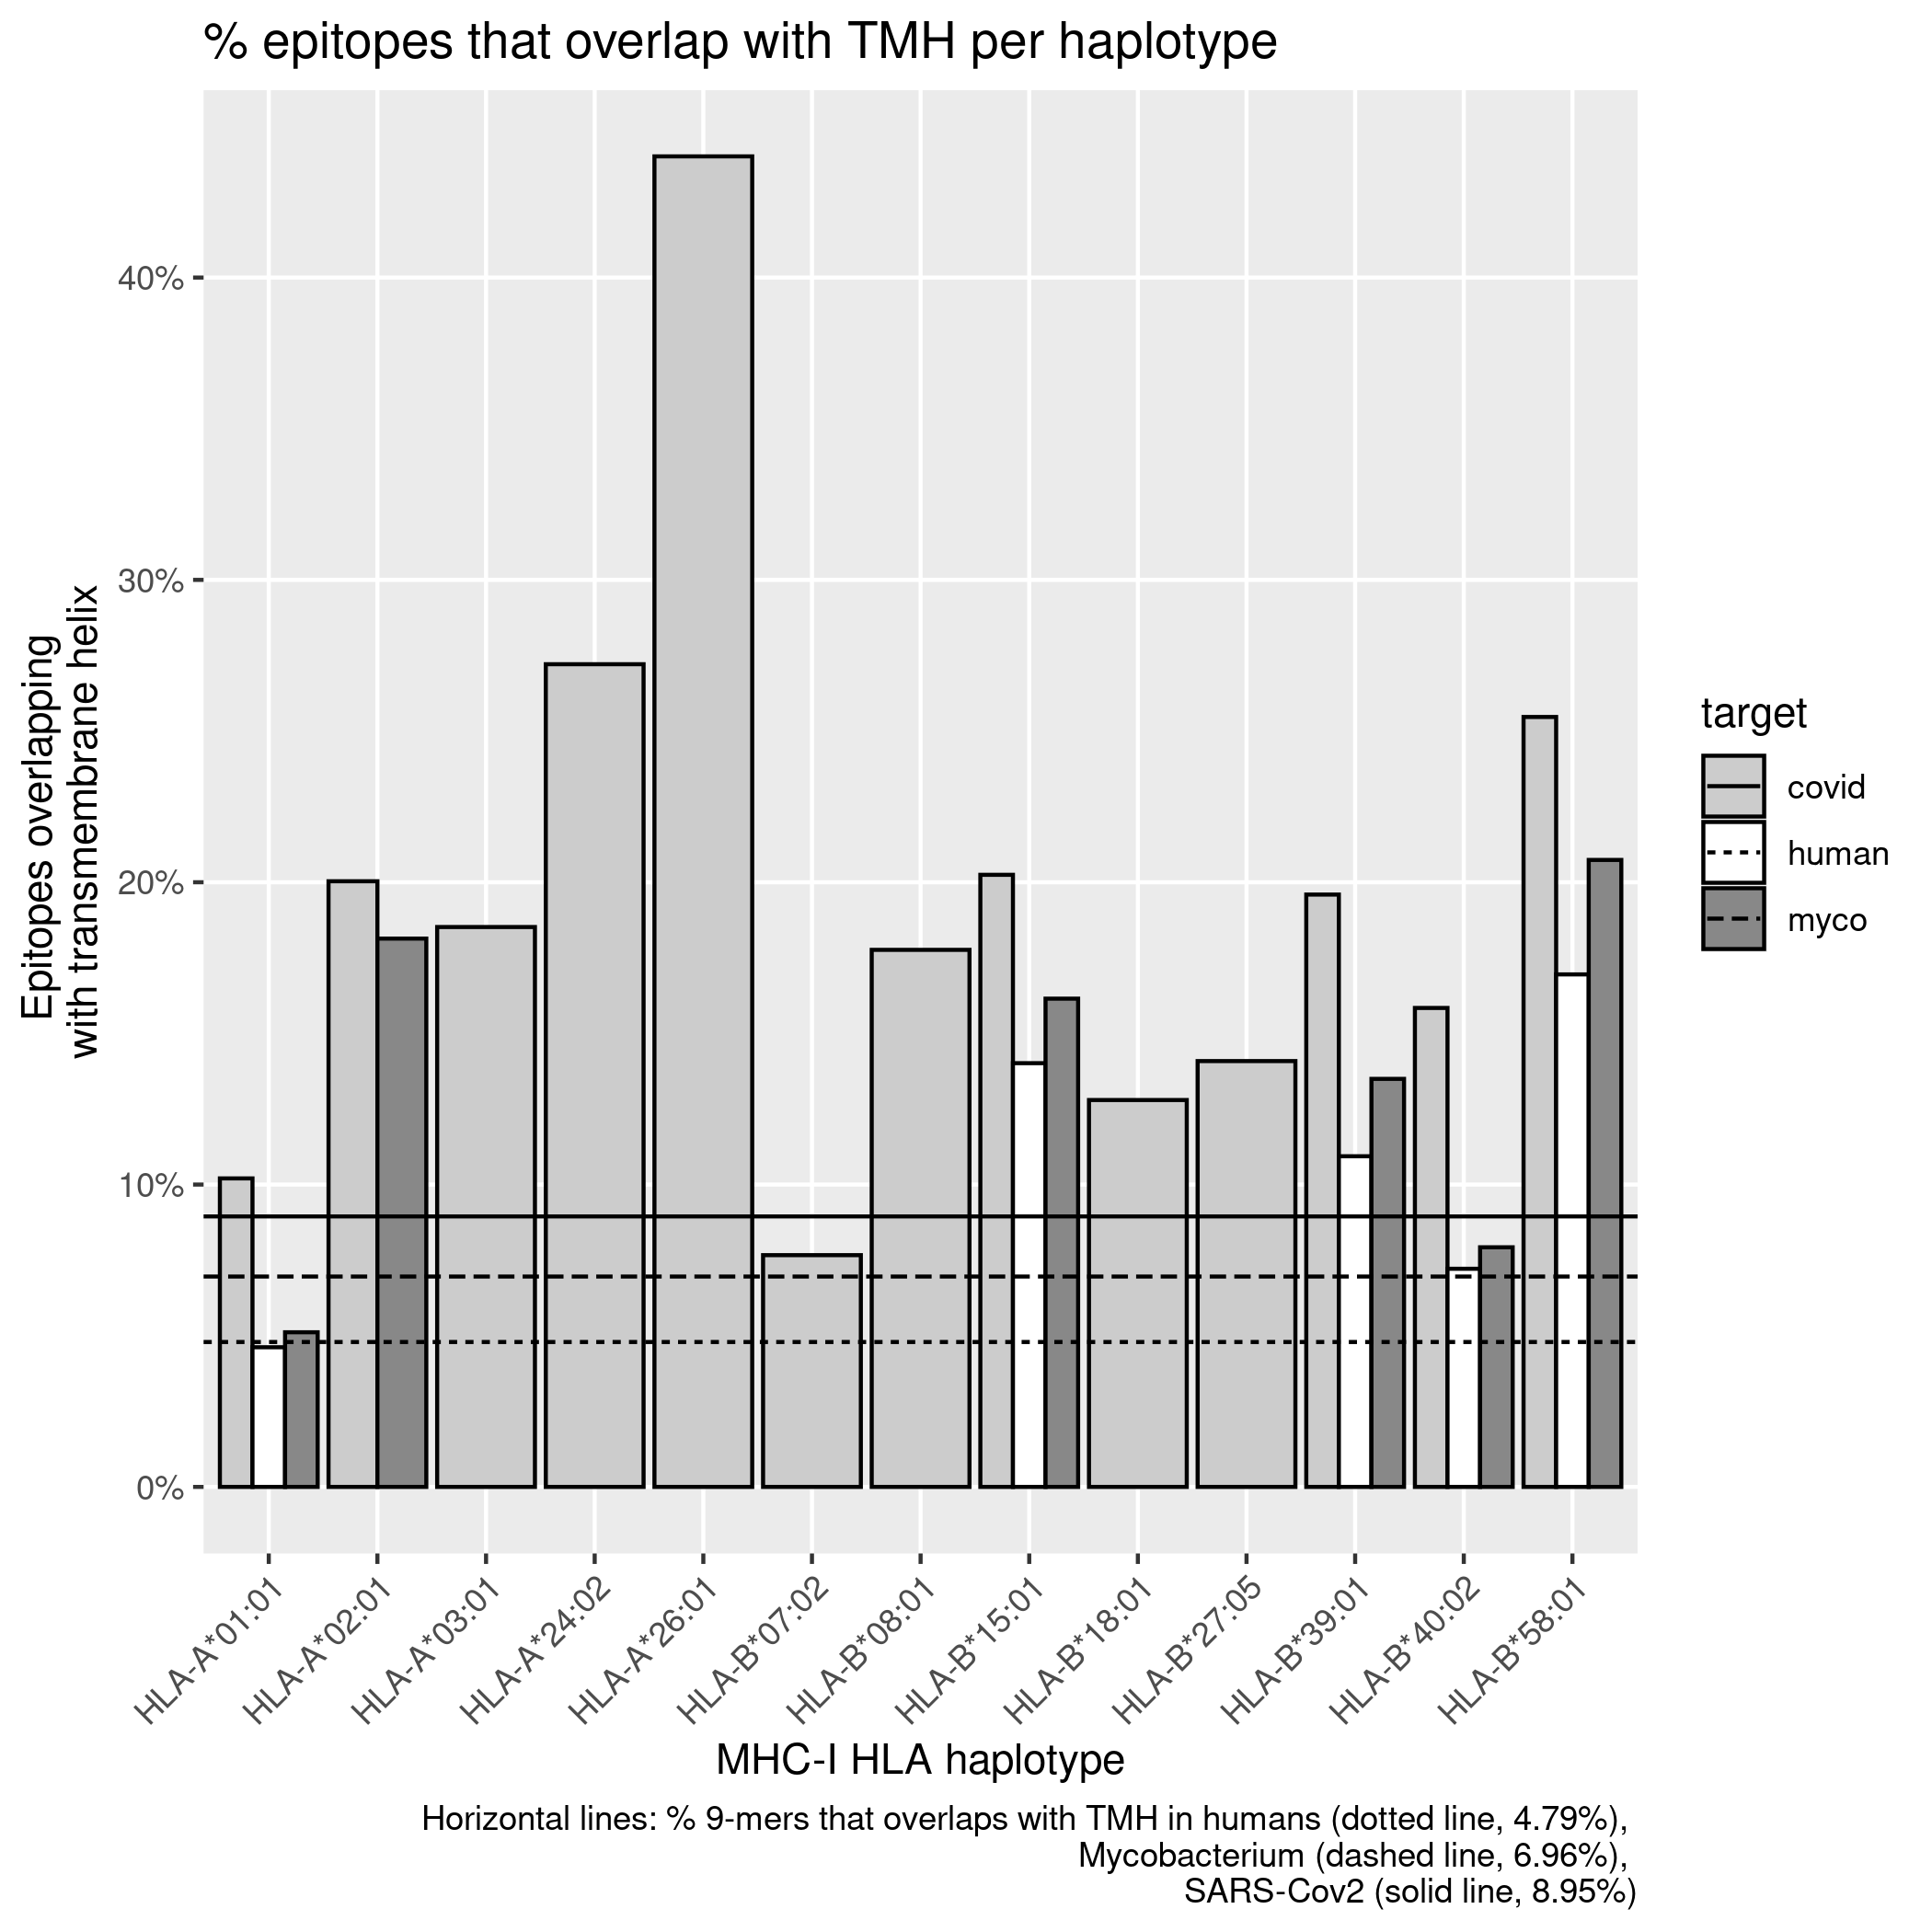 % epitopes that overlap with TMH per haplotype
Epitopes overlapping
with transmembrane helix
40%
30%
20%
10%
0%
HLA-A*01:01
HLA-A*02:01
HLA-A*03:01
HLA-A*24:02
HLA-A*26:01
HLA-B*07:02
HLA-B*08:01
HLA-B*15:01
HLA-B*18:01
HLA-B*27:05
HLA-B*39:01
HLA-B*40:02
HLA-B*58:01
MHC-I HLA haplotype
target
covid
human
myco
Horizontal lines: % 9-mers that overlaps with TMH in humans (dotted line, 4.79%),
Mycobacterium (dashed line, 6.96%),
SARS-Cov2 (solid line, 8.95%)